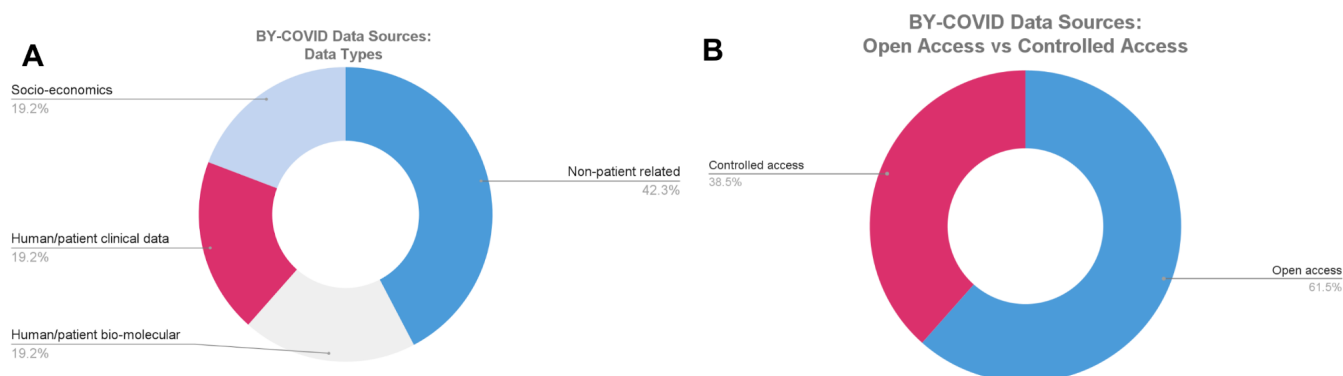 A
BY-COVID Data Sources:
Data Types
Socio-economics
19.2%
Non-patient related
42.3%
Human/patient clinical data
19.2%
Human/patient bio-molecular
19.2%
B
BY-COVID Data Sources:
Open Access vs Controlled Access
Controlled access
38.5%
Open access
61.5%